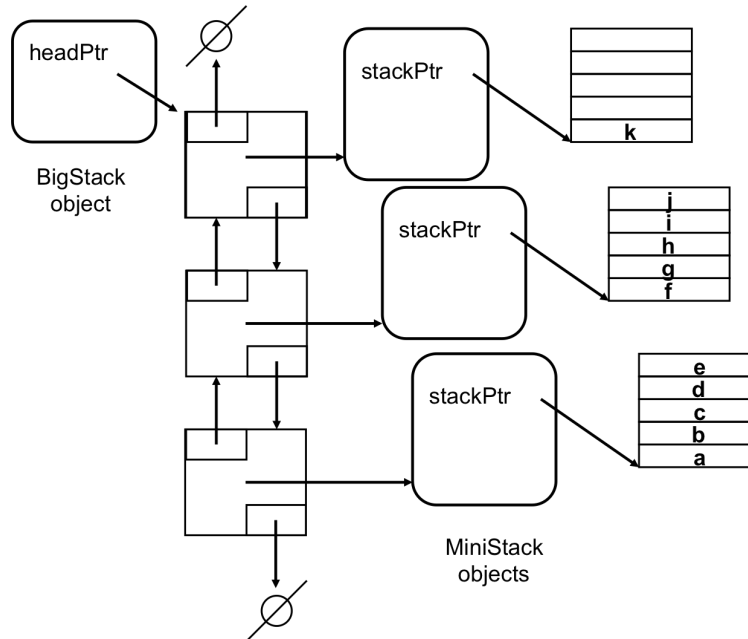 headPtr
BigStack
object
stackPtr
k
stackPtr
j
i
h
g
f
stackPtr
e
d
c
b
a
MiniStack
objects